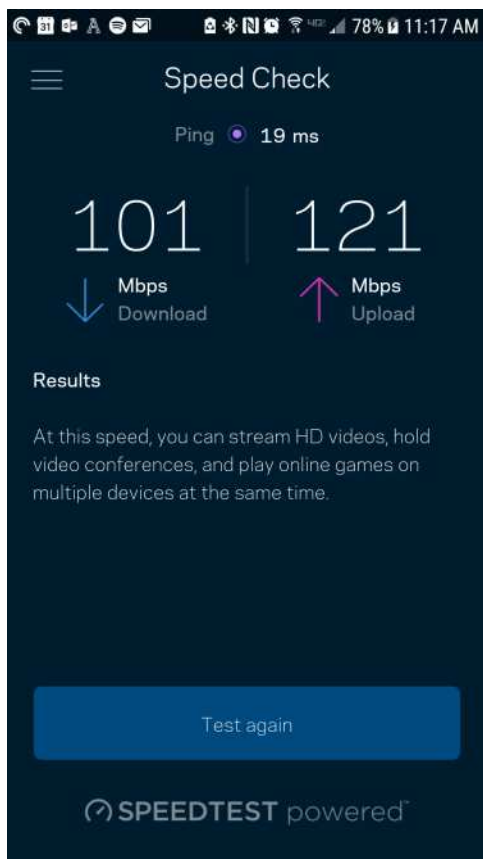 31 78% 11:17 AM
Speed Check
Ping 19 ms
101 121
Mbps Mbps
Download Upload
Results
At this speed, you can stream HD videos, hold
video conferences, and play online games on
multiple devices at the same time.
Test again
SPEEDTEST powered™